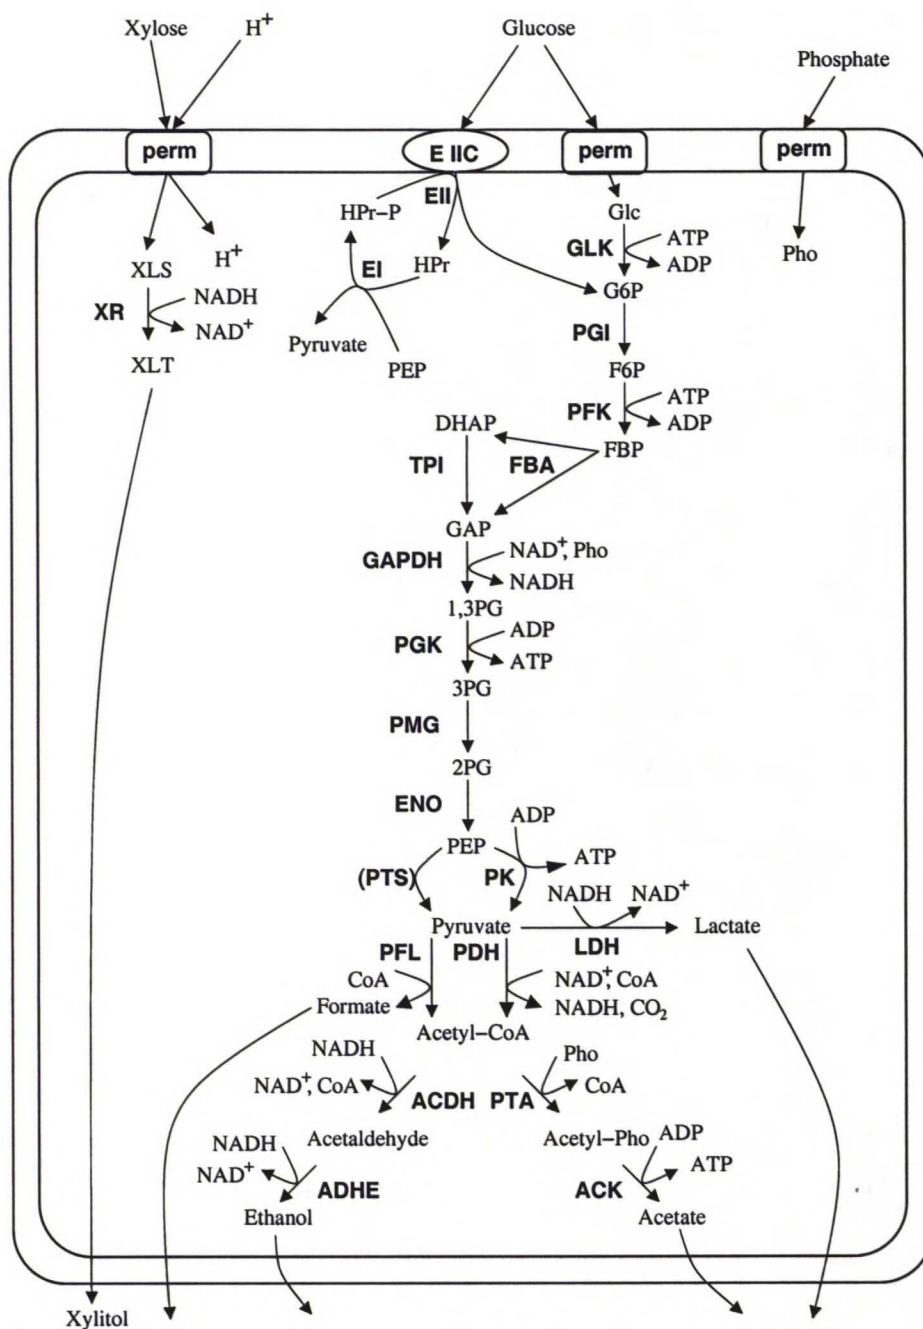 Xylose H+ Glucose
Phosphate
perm E IIC perm perm
EII
HPr–P Glc
ATP
GLK
ADP
Pho
H+
XLS EI HPr
G6P
NADH
XR
NAD+
PGI
Pyruvate
XLT PEP F6P
ATP
PFK
ADP
DHAP
FBP
TPI FBA
GAP
NAD+, Pho
GAPDH
NADH
1,3PG
ADP
PGK
ATP
3PG
PMG
2PG
ENO
ADP
PEP
ATP
(PTS) PK
NADH NAD+
Pyruvate Lactate
PFL PDH LDH
CoA NAD+, CoA
Formate NADH, CO2
Acetyl–CoA
NADH Pho
NAD+, CoA CoA
ACDH PTA
NADH Acetaldehyde Acetyl–Pho ADP
NAD+ ATP
ADHE ACK
Ethanol Acetate
Xylitol